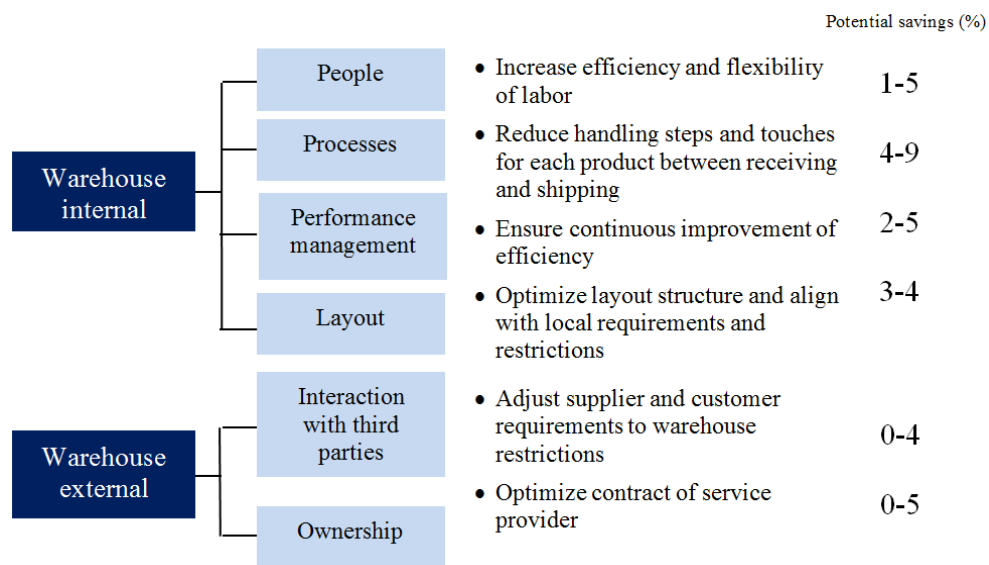 Potential savings (%)
Warehouse
internal
People
• Increase efficiency and flexibility
of labor
1-5
Processes
• Reduce handling steps and touches
for each product between receiving
and shipping
4-9
Performance
management
• Ensure continuous improvement of
efficiency
2-5
Layout
• Optimize layout structure and align
with local requirements and
restrictions
3-4
Warehouse
external
Interaction
with third
parties
• Adjust supplier and customer
requirements to warehouse
restrictions
0-4
Ownership
• Optimize contract of service
provider
0-5